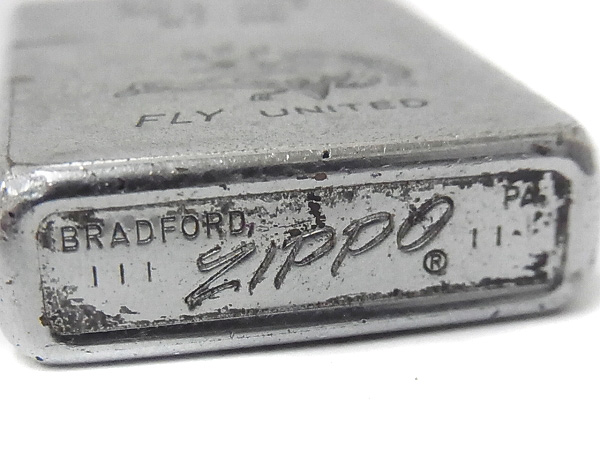 FLY UNITED
BRADFORD, ZIPPO PA.
III ® II